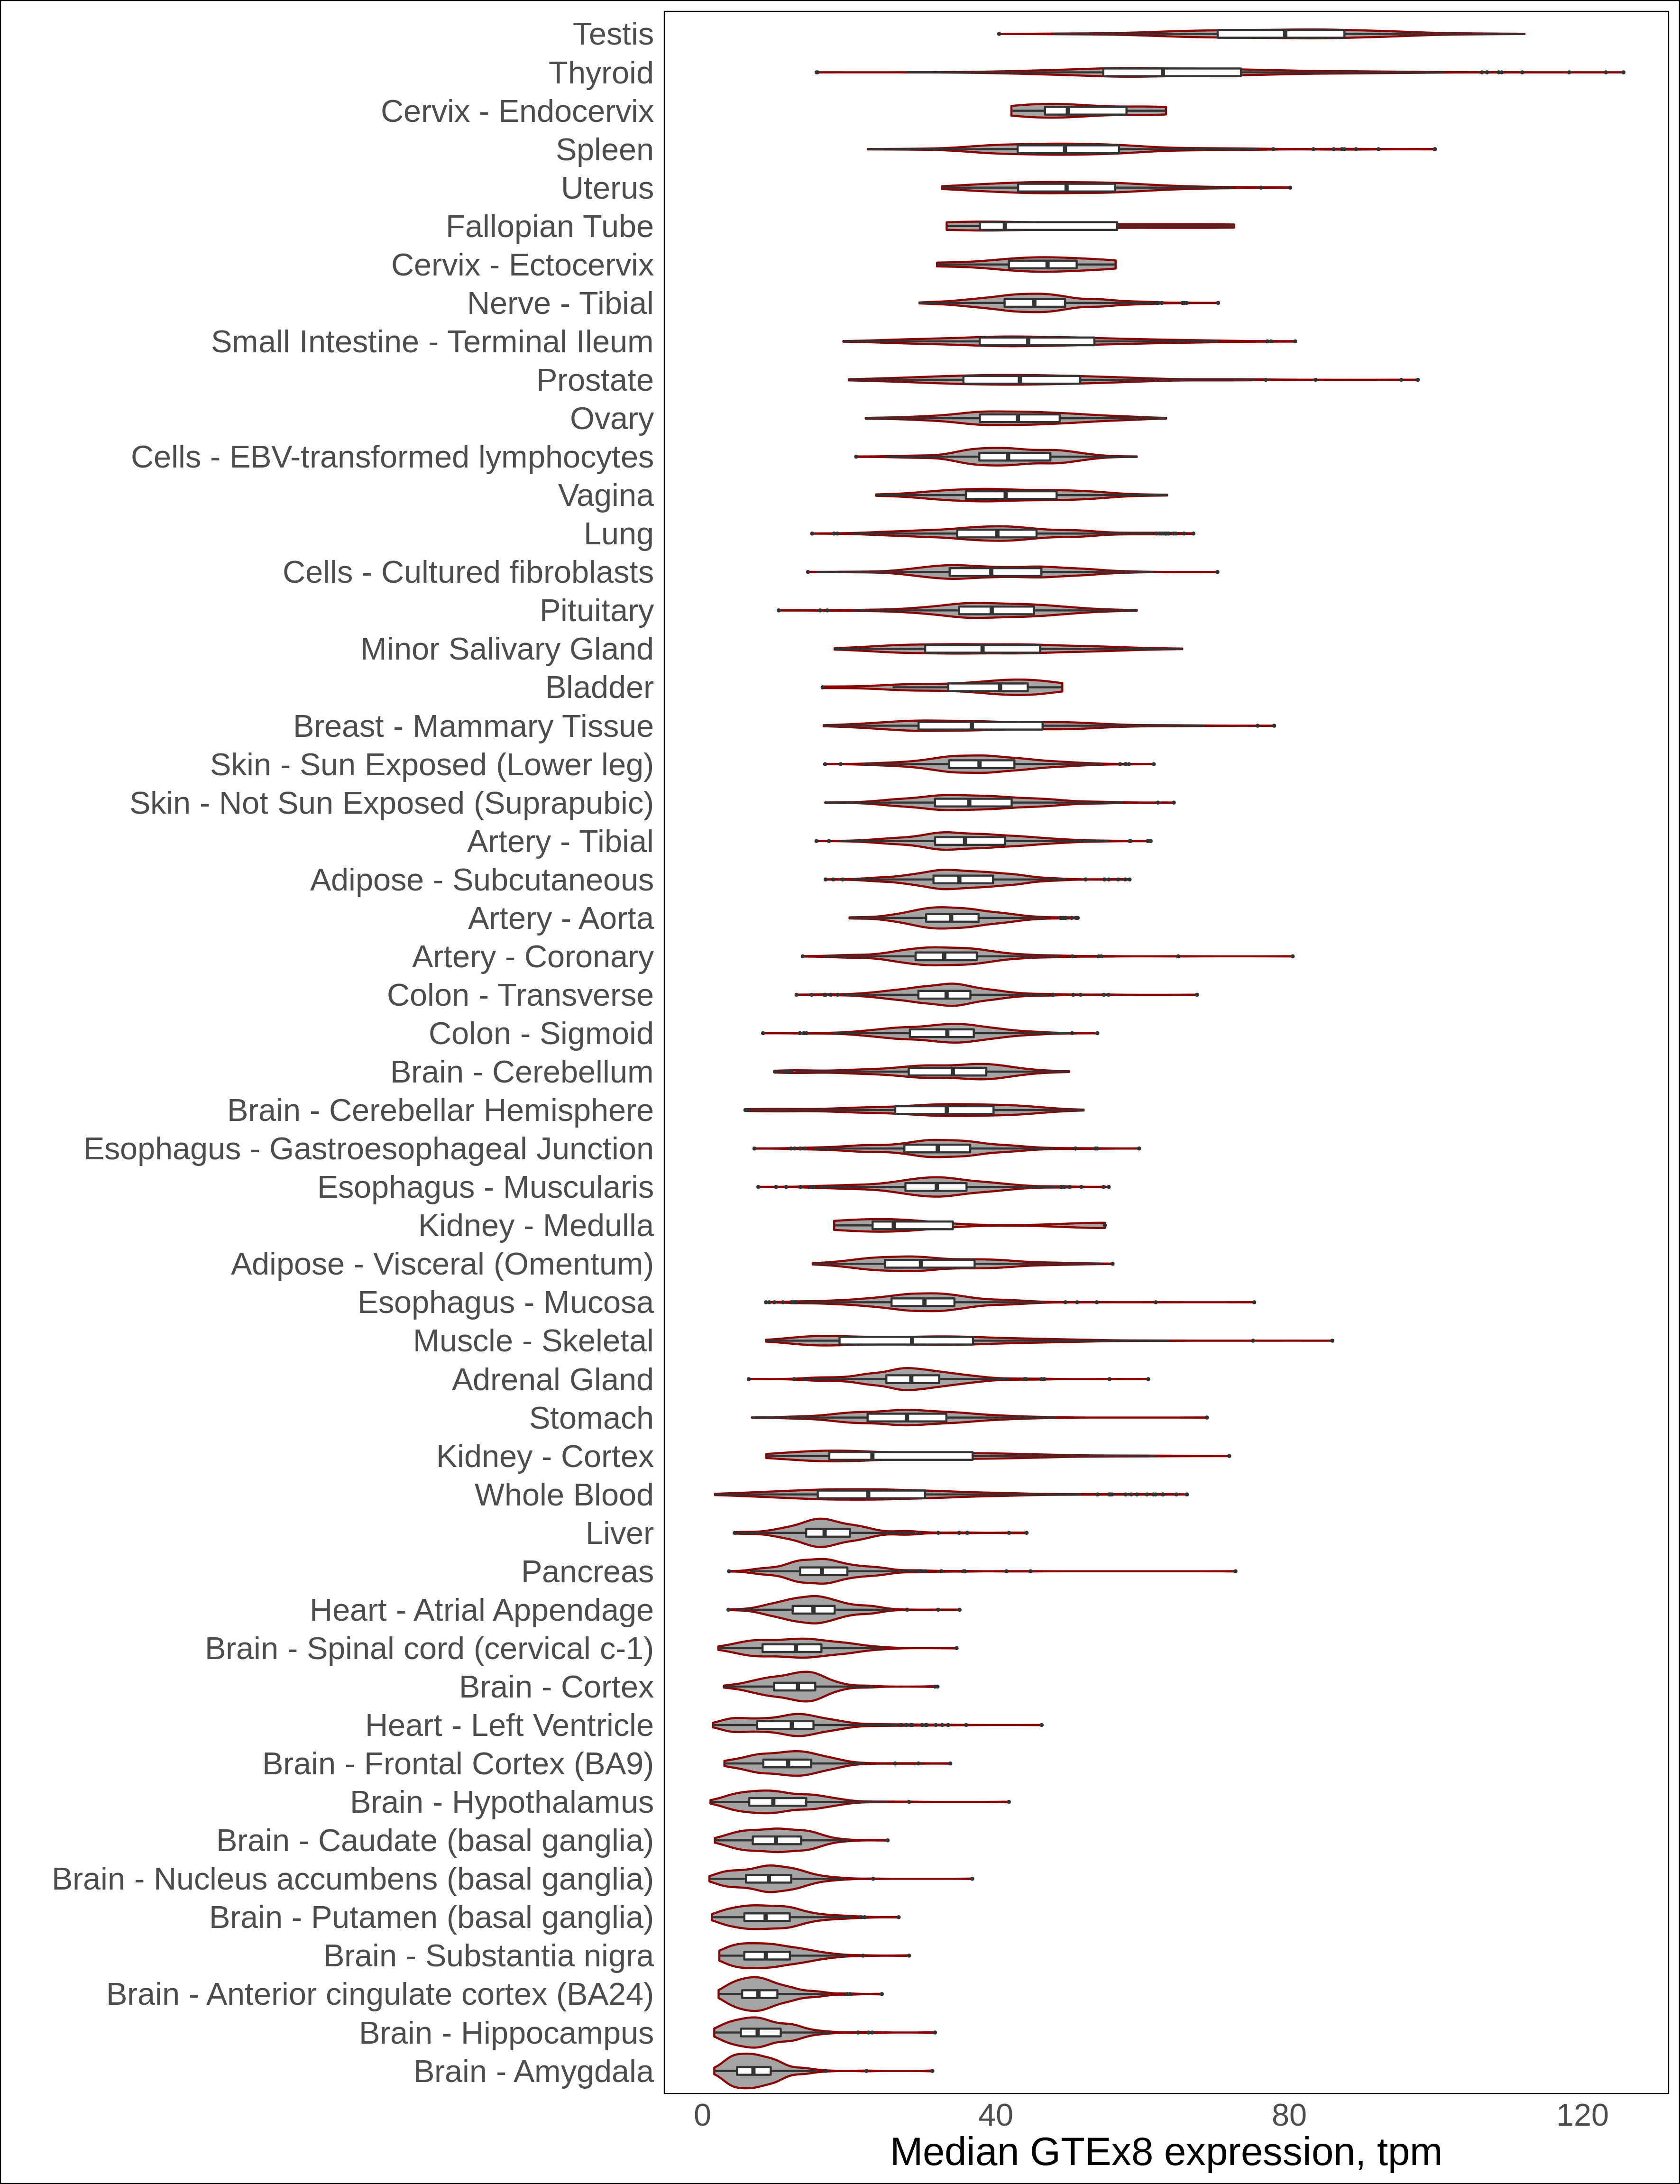 Testis
Thyroid
Cervix - Endocervix
Spleen
Uterus
Fallopian Tube
Cervix - Ectocervix
Nerve - Tibial
Small Intestine - Terminal Ileum
Prostate
Ovary
Cells - EBV-transformed lymphocytes
Vagina
Lung
Cells - Cultured fibroblasts
Pituitary
Minor Salivary Gland
Bladder
Breast - Mammary Tissue
Skin - Sun Exposed (Lower leg)
Skin - Not Sun Exposed (Suprapubic)
Artery - Tibial
Adipose - Subcutaneous
Artery - Aorta
Artery - Coronary
Colon - Transverse
Colon - Sigmoid
Brain - Cerebellum
Brain - Cerebellar Hemisphere
Esophagus - Gastroesophageal Junction
Esophagus - Muscularis
Kidney - Medulla
Adipose - Visceral (Omentum)
Esophagus - Mucosa
Muscle - Skeletal
Adrenal Gland
Stomach
Kidney - Cortex
Whole Blood
Liver
Pancreas
Heart - Atrial Appendage
Brain - Spinal cord (cervical c-1)
Brain - Cortex
Heart - Left Ventricle
Brain - Frontal Cortex (BA9)
Brain - Hypothalamus
Brain - Caudate (basal ganglia)
Brain - Nucleus accumbens (basal ganglia)
Brain - Putamen (basal ganglia)
Brain - Substantia nigra
Brain - Anterior cingulate cortex (BA24)
Brain - Hippocampus
Brain - Amygdala
0 40 80 120
Median GTEx8 expression, tpm